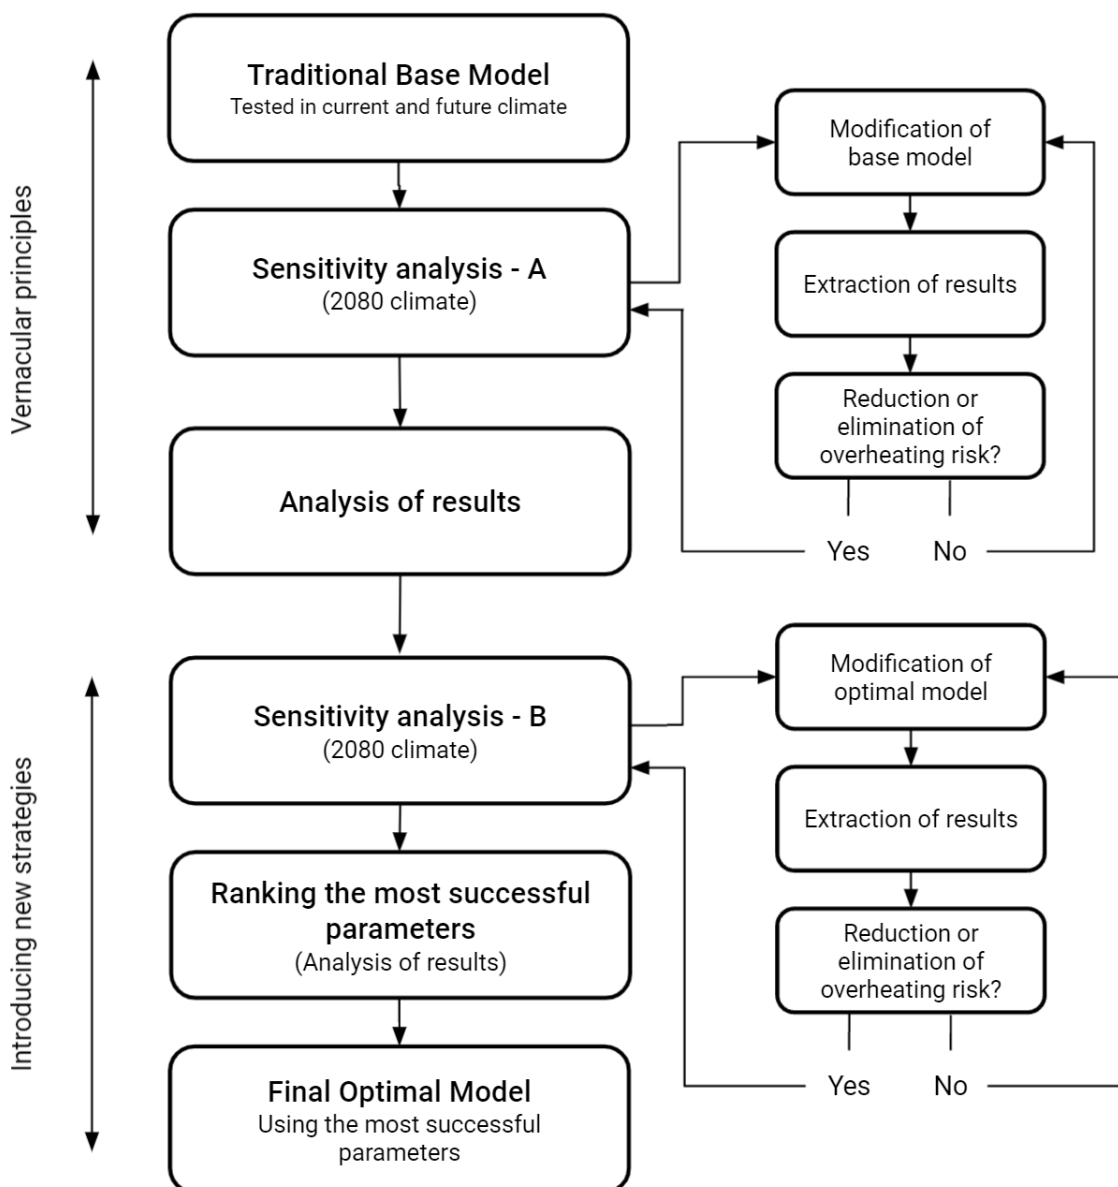 Vernacular principles
Traditional Base Model
Tested in current and future climate
Sensitivity analysis - A
(2080 climate)
Analysis of results
Modification of
base model
Extraction of results
Reduction or
elimination of
overheating risk?
Yes
No
Introducing new strategies
Sensitivity analysis - B
(2080 climate)
Ranking the most successful
parameters
(Analysis of results)
Final Optimal Model
Using the most successful
parameters
Modification of
optimal model
Extraction of results
Reduction or
elimination of
overheating risk?
Yes
No